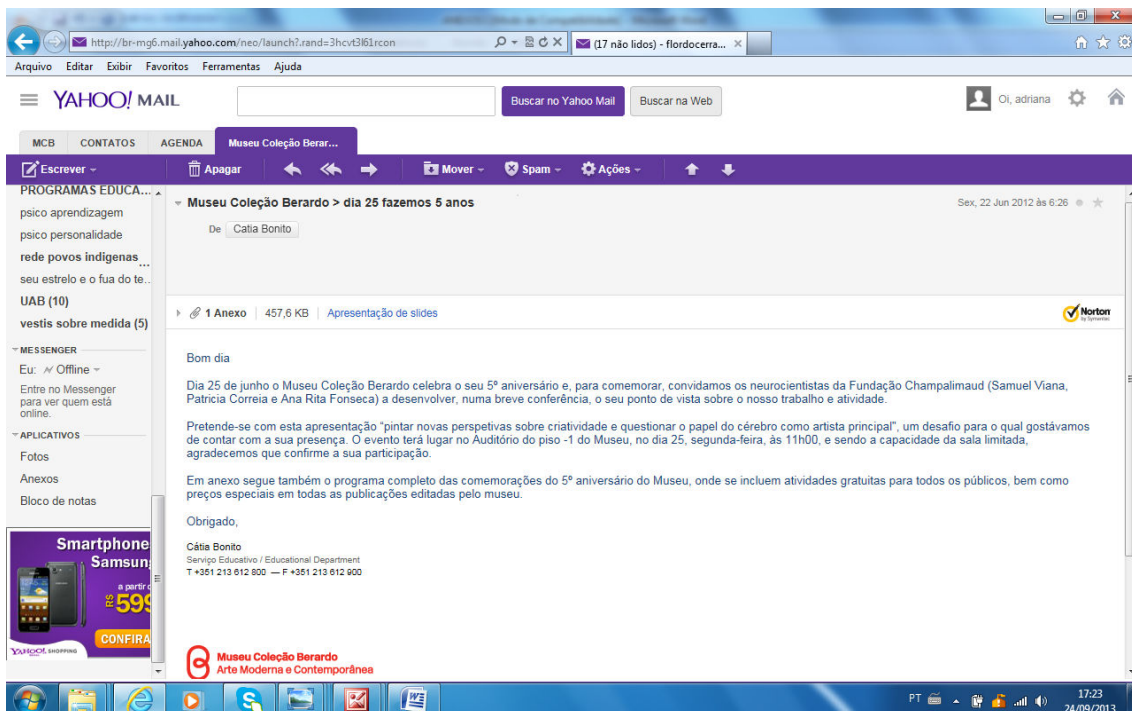 http://br-mg6.mail.yahoo.com/neo/launch?.rand=3hcvt3l61rcon
(17 não lidos) - flordocerra...
Arquivo Editar Exibir Favoritos Ferramentas Ajuda
YAHOO! MAIL
Buscar no Yahoo Mail
Buscar na Web
Oi, adriana
MCB CONTATOS AGENDA Museu Coleção Berar...
Escrever Apagar Mover Spam Ações
PROGRAMAS EDUCA...
psico aprendizagem
psico personalidade
rede povos indigenas ...
seu estrelo e o fua do te...
UAB (10)
vestis sobre medida (5)
MESSENGER
Eu: Offline
Entre no Messenger
para ver quem está
online.
APLICATIVOS
Fotos
Anexos
Bloco de notas
Smartphone
Samsun
a partir d
R$ 599
CONFIRA
YAHOO! SHOPPING
Museu Coleção Berardo > dia 25 fazemos 5 anos
Sex, 22 Jun 2012 às 6:26
De Catia Bonito
1 Anexo 457,6 KB Apresentação de slides
Norton
by Symantec
Bom dia
Dia 25 de junho o Museu Coleção Berardo celebra o seu 5º aniversário e, para comemorar, convidamos os neurocientistas da Fundação Champalimaud (Samuel Viana,
Patricia Correia e Ana Rita Fonseca) a desenvolver, numa breve conferência, o seu ponto de vista sobre o nosso trabalho e atividade.
Pretende-se com esta apresentação "pintar novas perspetivas sobre criatividade e questionar o papel do cérebro como artista principal", um desafio para o qual gostávamos
de contar com a sua presença. O evento terá lugar no Auditório do piso -1 do Museu, no dia 25, segunda-feira, às 11h00, e sendo a capacidade da sala limitada,
agradecemos que confirme a sua participação.
Em anexo segue também o programa completo das comemorações do 5º aniversário do Museu, onde se incluem atividades gratuitas para todos os públicos, bem como
preços especiais em todas as publicações editadas pelo museu.
Obrigado,
Cátia Bonito
Serviço Educativo / Educational Department
T +351 213 612 800 — F +351 213 612 900
Museu Coleção Berardo
Arte Moderna e Contemporânea
PT
17:23
24/09/2013